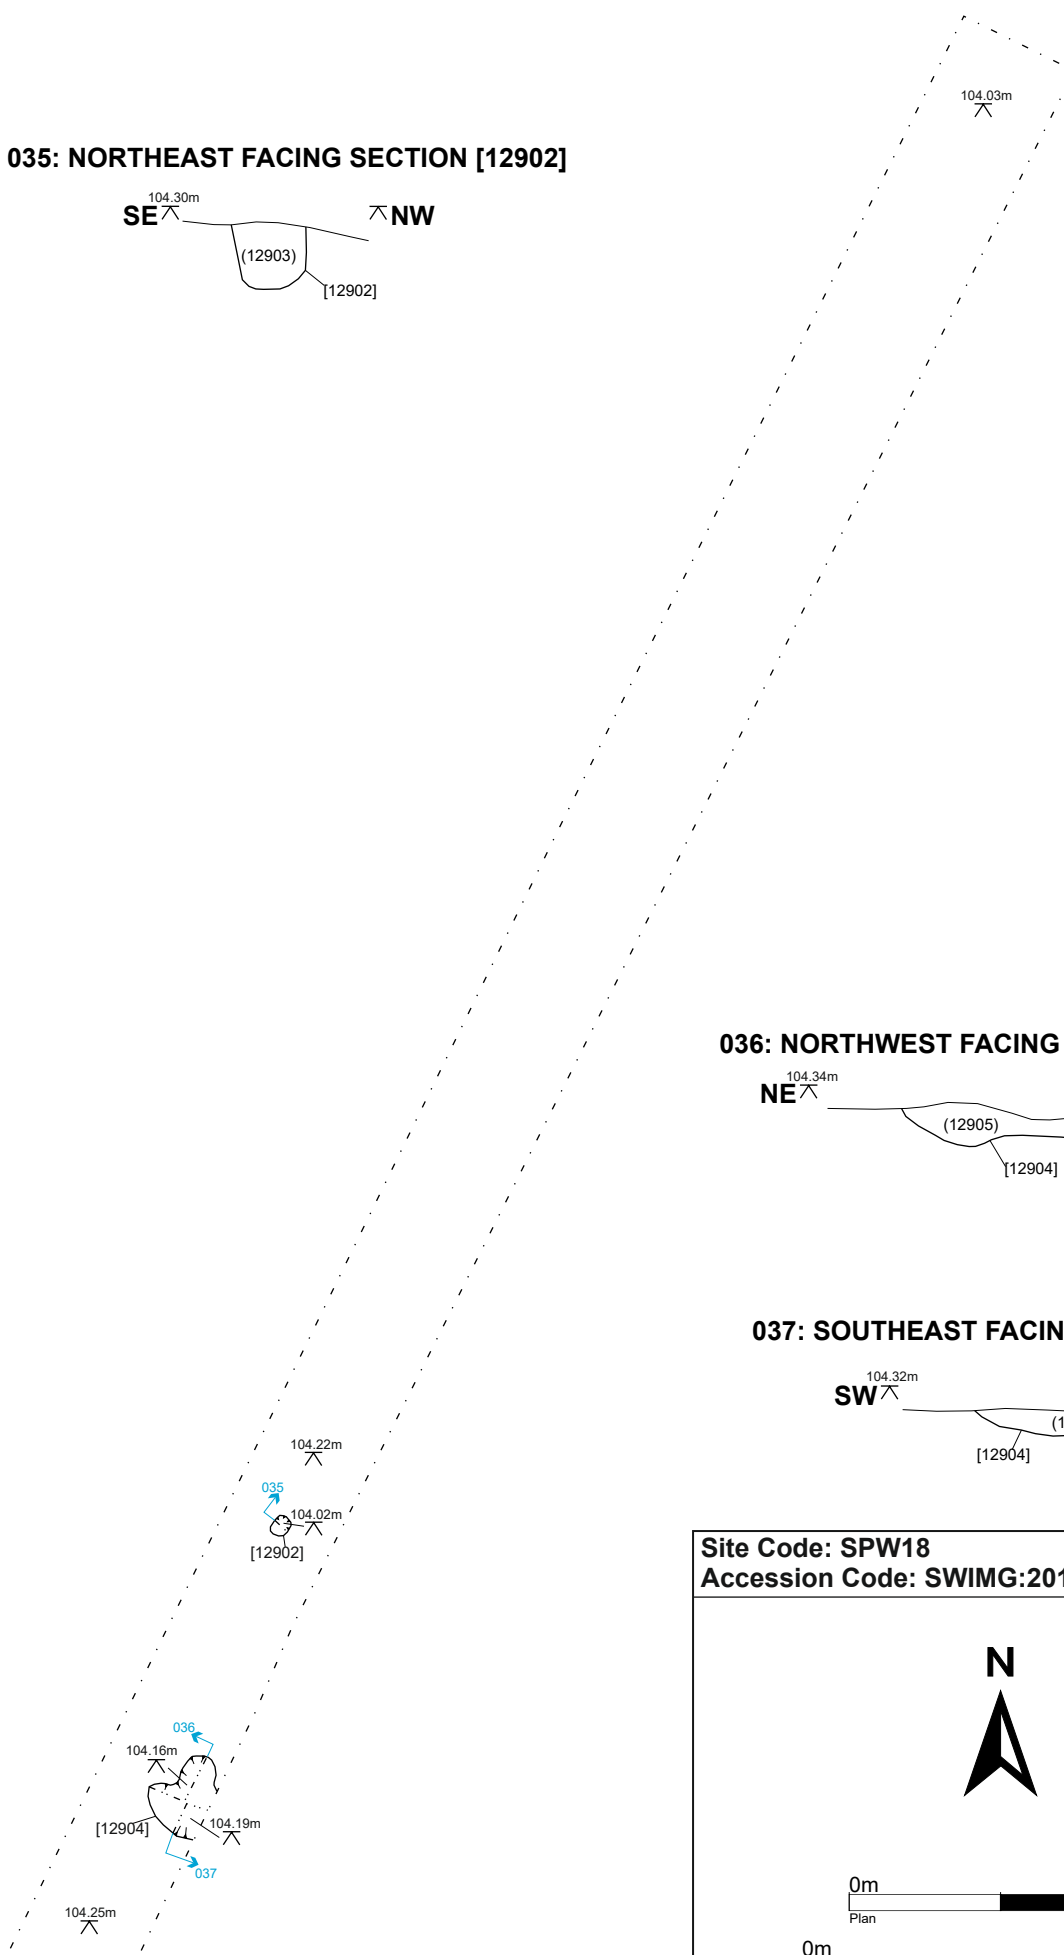 104.03m
035: NORTHEAST FACING SECTION [12902]
104.30m
SE NW
(12903)
[12902]
036: NORTHWEST FACING
104.34m
NE
(12905)
[12904]
037: SOUTHEAST FACIN
104.32m
SW
(1
[12904]
104.22m
035
104.02m
[12902]
036
104.16m
[12904]
104.19m
037
104.25m
Site Code: SPW18
Accession Code: SWIMG:201
N
0m
Plan
0m